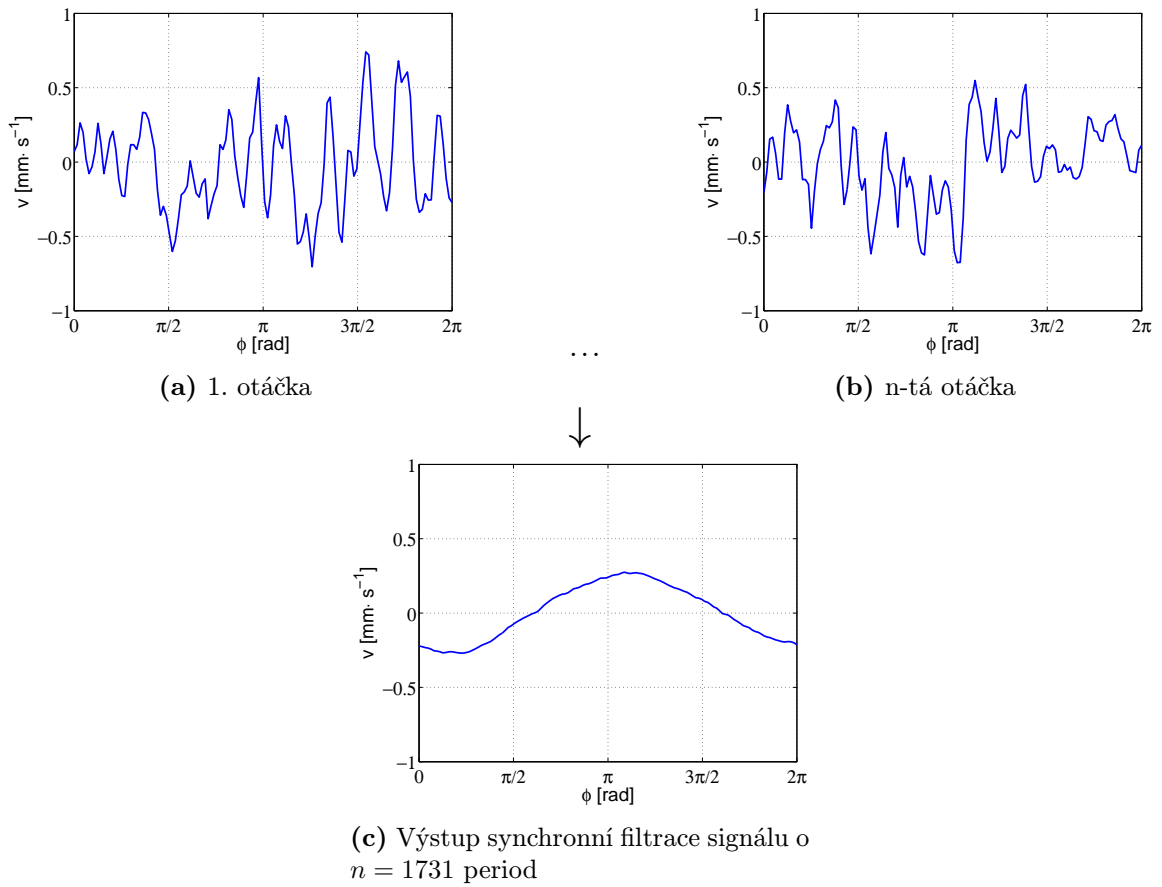 1
0.5
0
−0.5
−1
v [mm· s⁻¹]
0 π/2 π 3π/2 2π
ϕ [rad]
(a) 1. otáčka
1
0.5
0
−0.5
−1
v [mm· s⁻¹]
0 π/2 π 3π/2 2π
ϕ [rad]
(b) n-tá otáčka
...
↓
1
0.5
0
−0.5
−1
v [mm· s⁻¹]
0 π/2 π 3π/2 2π
ϕ [rad]
(c) Výstup synchronní filtrace signálu o
n = 1731 period